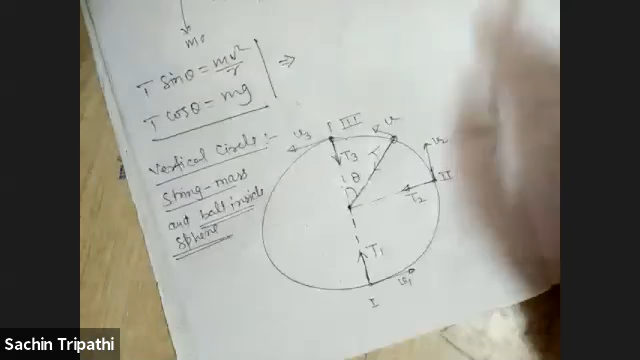 mg
T sinθ = mv²/r ⇒
T cosθ = mg
Vertical Circle :-
String-mass
and ball inside
sphere
I III
v₃
v
T₃
T
θ
v₂
II
T₂
T₁
v₁
I
Sachin Tripathi